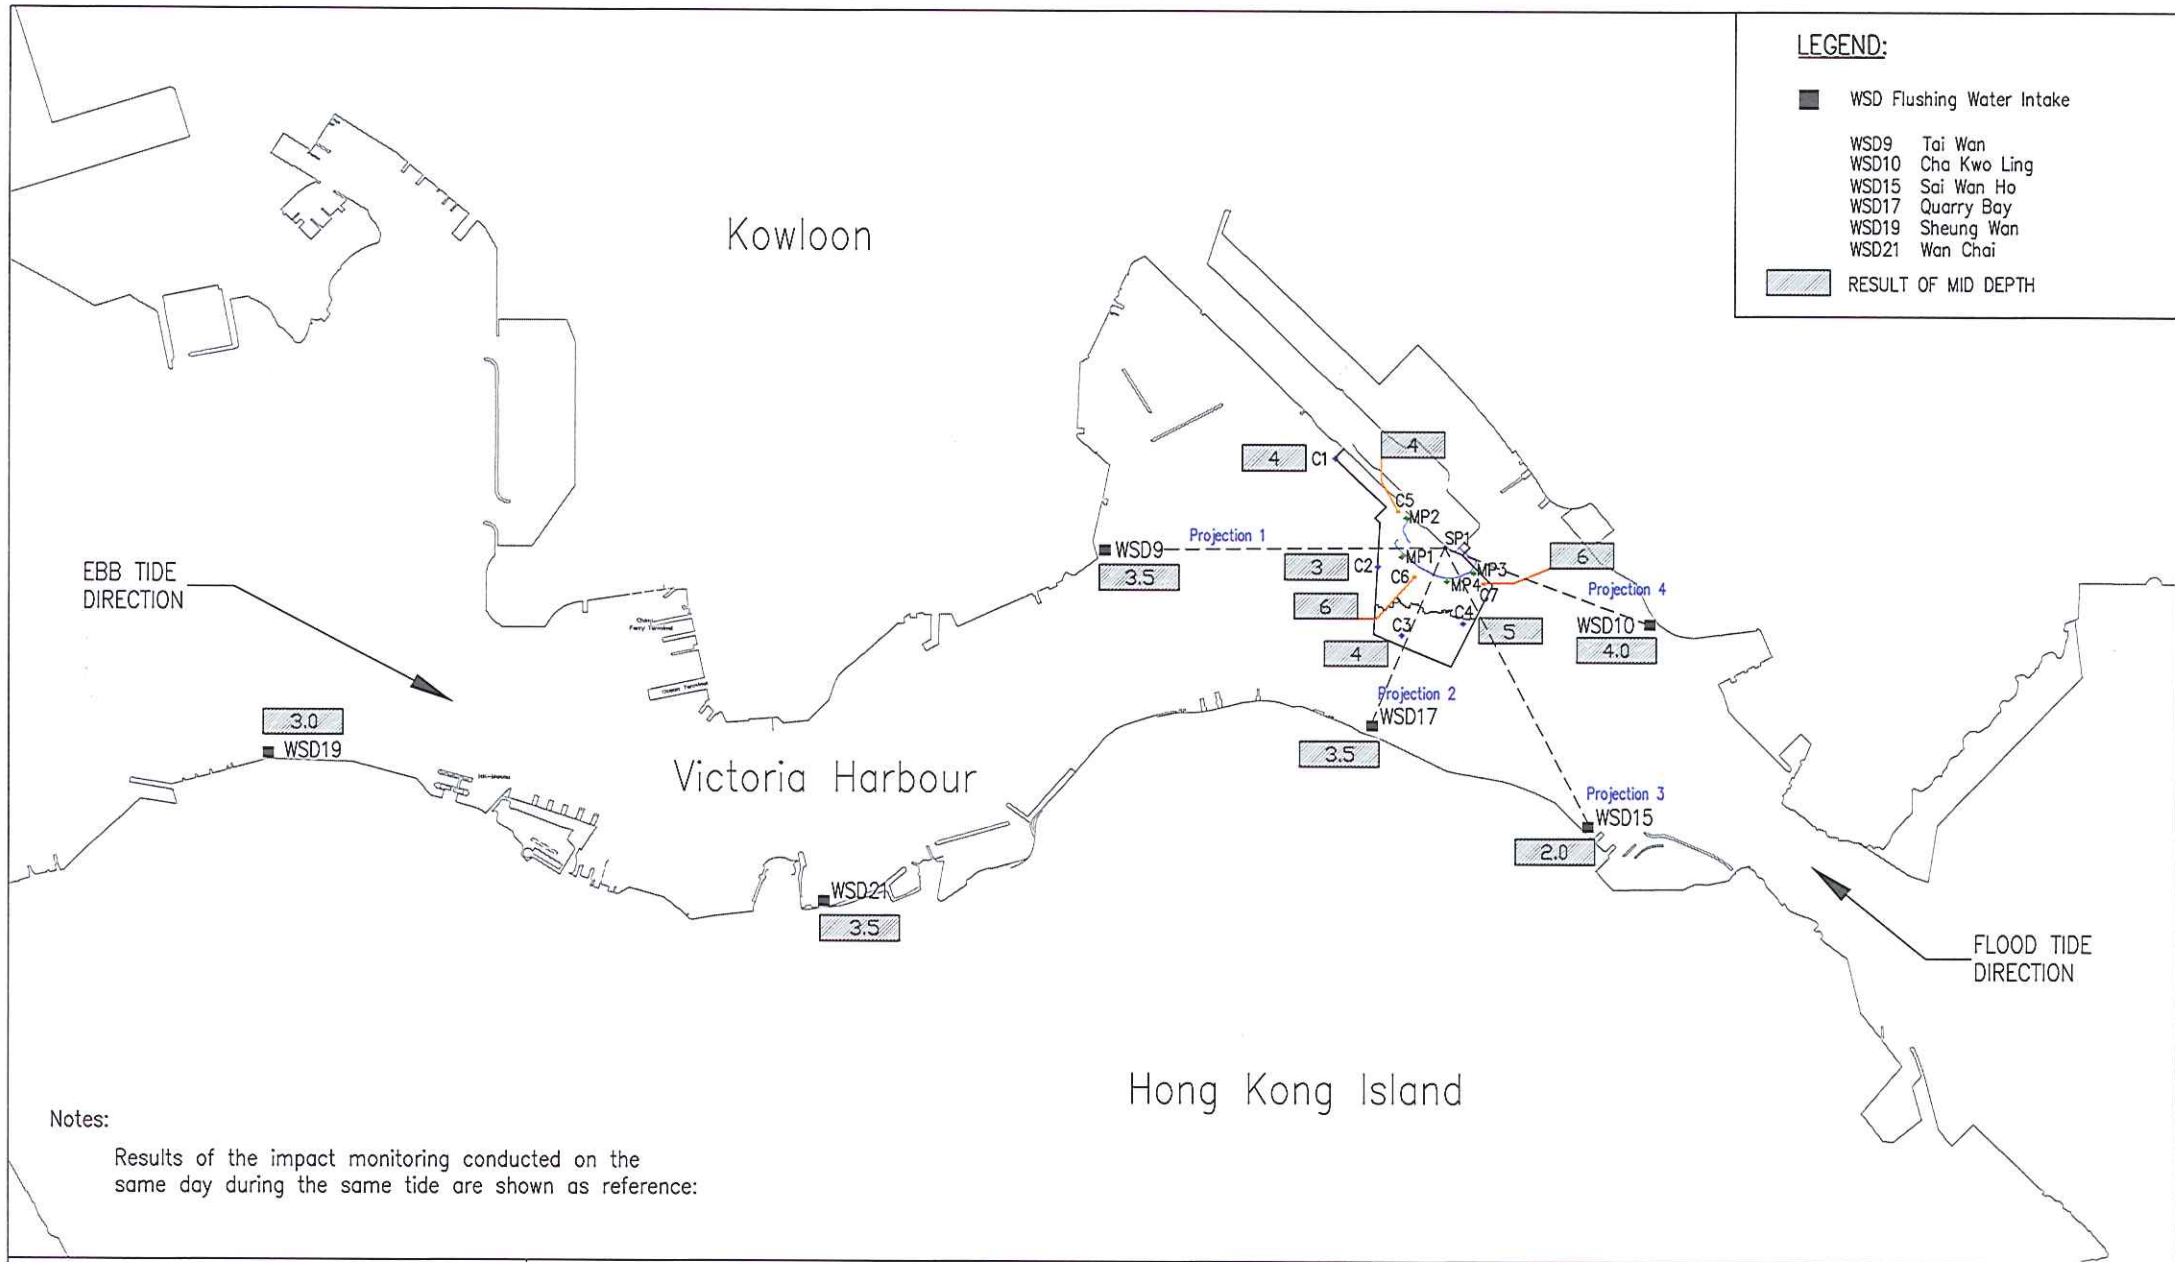 LEGEND:
WSD Flushing Water Intake
WSD9 Tai Wan
WSD10 Cha Kwo Ling
WSD15 Sai Wan Ho
WSD17 Quarry Bay
WSD19 Sheung Wan
WSD21 Wan Chai
RESULT OF MID DEPTH
Kowloon
4
4 C1
C5
MP2
Projection 1
SP1
WSD9
3.5
MP1
3 C2
C6
MP3
6
MP4
C7
Projection 4
6
C4
C3
5
WSD10
4.0
4
EBB TIDE
DIRECTION
Ferry Terminal
Ocean Terminal
Projection 2
WSD17
3.5
3.0
WSD19
Victoria Harbour
Projection 3
WSD15
2.0
WSD21
3.5
FLOOD TIDE
DIRECTION
Hong Kong Island
Notes:
Results of the impact monitoring conducted on the
same day during the same tide are shown as reference: